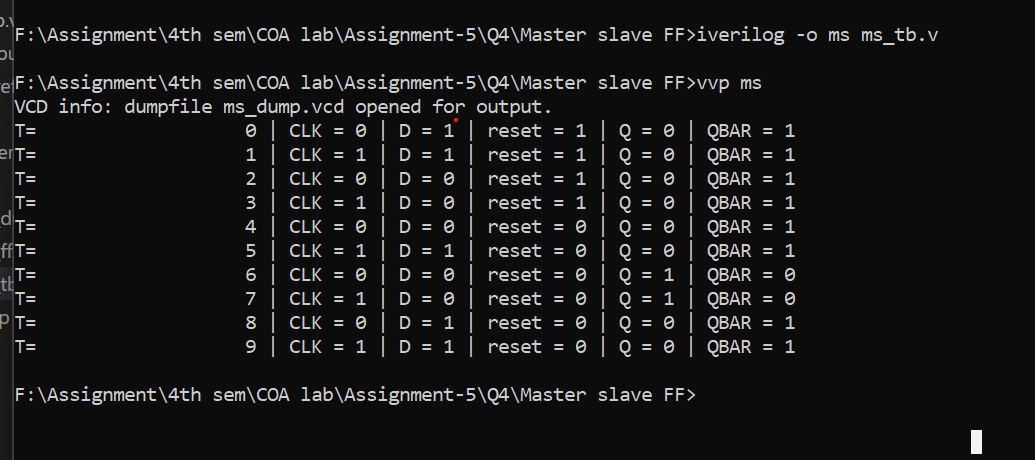 F:\Assignment\4th sem\COA lab\Assignment-5\Q4\Master slave FF>iverilog -o ms ms_tb.v
F:\Assignment\4th sem\COA lab\Assignment-5\Q4\Master slave FF>vvp ms
VCD info: dumpfile ms_dump.vcd opened for output.
T=                   0 | CLK = 0 | D = 1 | reset = 1 | Q = 0 | QBAR = 1
T=                   1 | CLK = 1 | D = 1 | reset = 1 | Q = 0 | QBAR = 1
T=                   2 | CLK = 0 | D = 0 | reset = 1 | Q = 0 | QBAR = 1
T=                   3 | CLK = 1 | D = 0 | reset = 1 | Q = 0 | QBAR = 1
T=                   4 | CLK = 0 | D = 0 | reset = 0 | Q = 0 | QBAR = 1
T=                   5 | CLK = 1 | D = 1 | reset = 0 | Q = 0 | QBAR = 1
T=                   6 | CLK = 0 | D = 0 | reset = 0 | Q = 1 | QBAR = 0
T=                   7 | CLK = 1 | D = 0 | reset = 0 | Q = 1 | QBAR = 0
T=                   8 | CLK = 0 | D = 1 | reset = 0 | Q = 0 | QBAR = 1
T=                   9 | CLK = 1 | D = 1 | reset = 0 | Q = 0 | QBAR = 1
F:\Assignment\4th sem\COA lab\Assignment-5\Q4\Master slave FF>